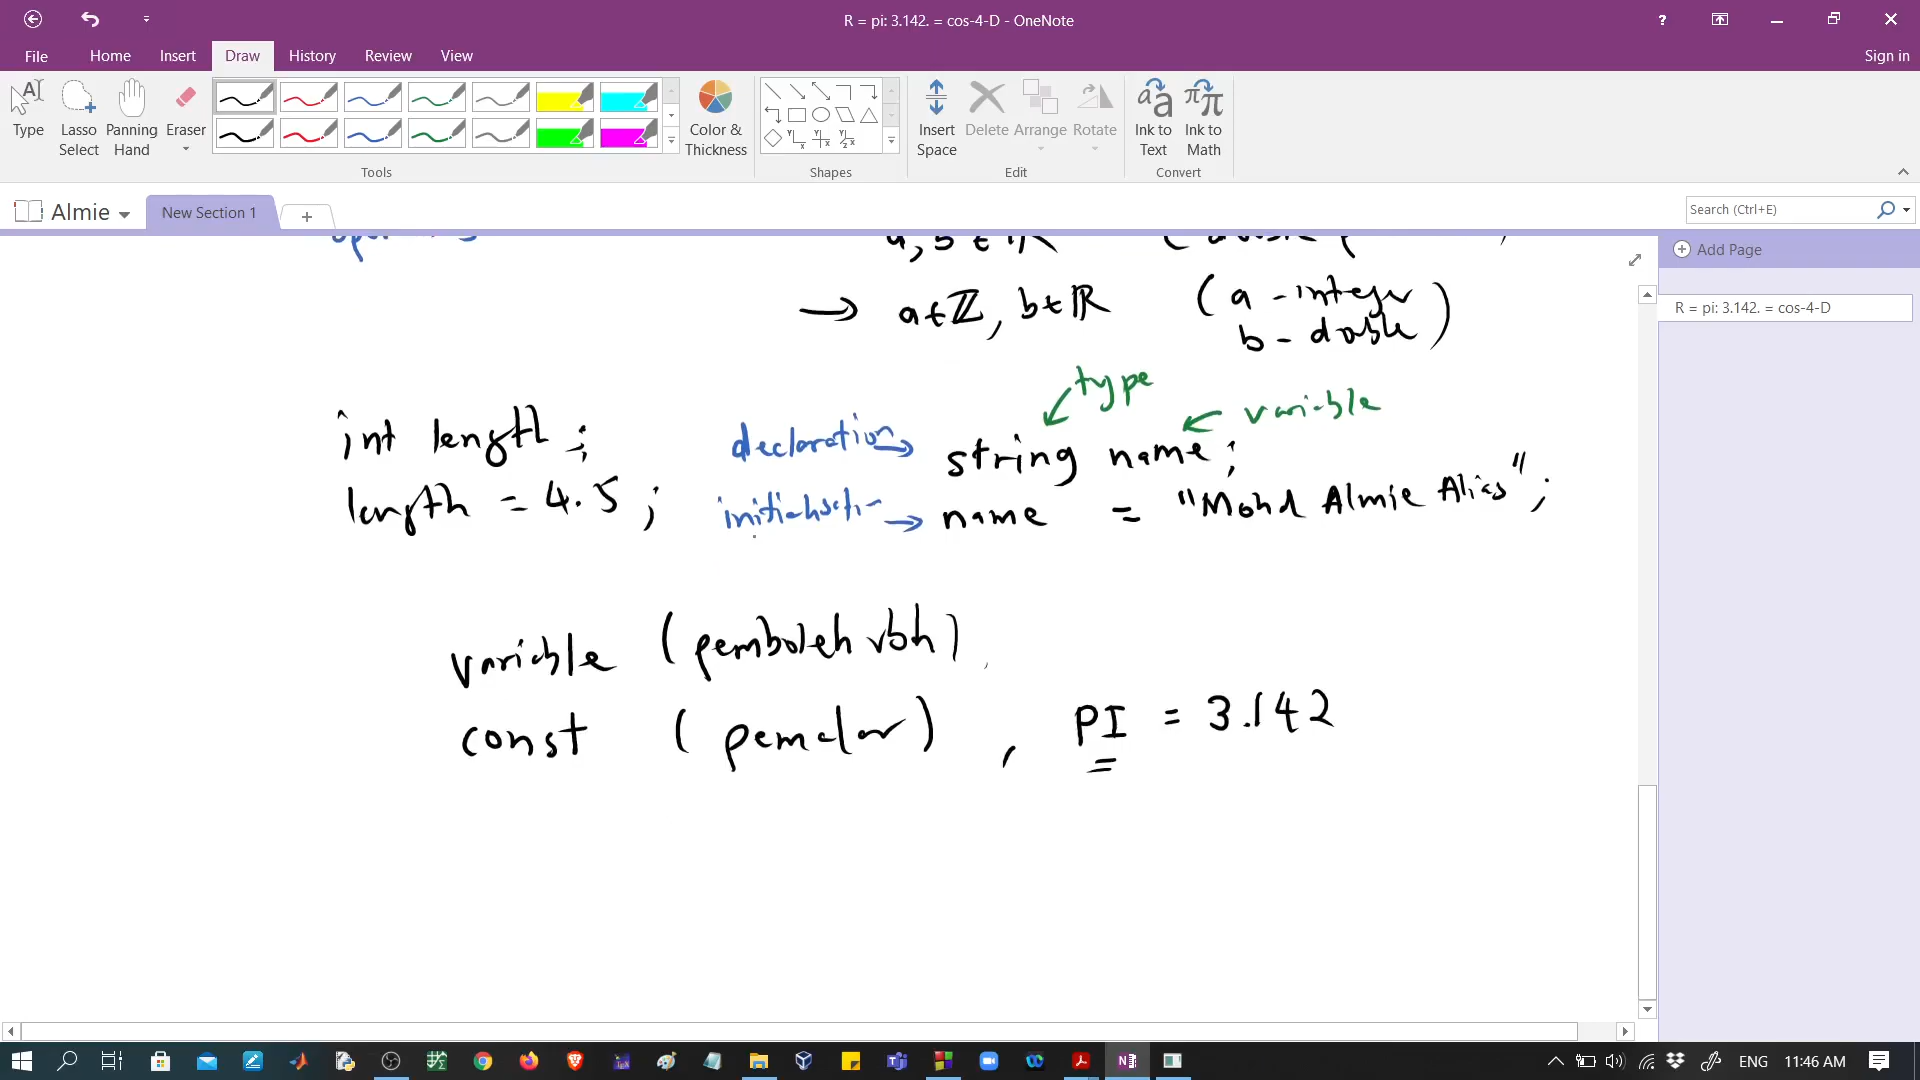 R = pi: 3.142. = cos-4-D - OneNote
File Home Insert Draw History Review View Sign in
Type Lasso Select Panning Hand Eraser Color & Thickness Insert Space Delete Arrange Rotate Ink to Text Ink to Math
Tools Shapes Edit Convert
Almie New Section 1 + Search (Ctrl+E)
Add Page
R = pi: 3.142. = cos-4-D
a, b ∈ ℝ
→ a ∈ ℤ, b ∈ ℝ (a - integer
b - double)
type
variable
int length ; declaration → string name;
length = 4.5 ; → name = "Mohd Almie Alias";
variable (pembolehubah)
const (pemalar) , PI = 3.142
ENG 11:46 AM